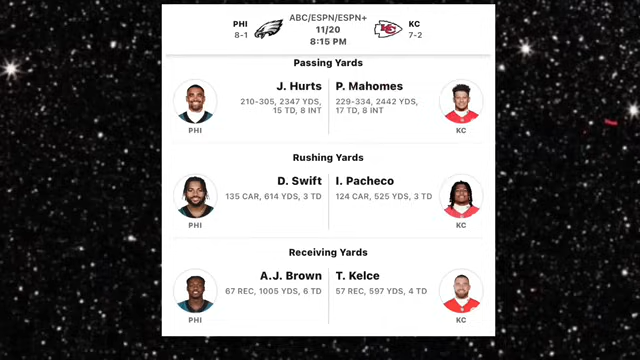 PHI
8-1
ABC/ESPN/ESPN+
11/20
8:15 PM
KC
7-2
Passing Yards
J. Hurts
210-305, 2347 YDS,
15 TD, 8 INT
PHI
P. Mahomes
229-334, 2442 YDS,
17 TD, 8 INT
KC
Rushing Yards
D. Swift
135 CAR, 614 YDS, 3 TD
PHI
I. Pacheco
124 CAR, 525 YDS, 3 TD
KC
Receiving Yards
A.J. Brown
67 REC, 1005 YDS, 6 TD
PHI
T. Kelce
57 REC, 597 YDS, 4 TD
KC